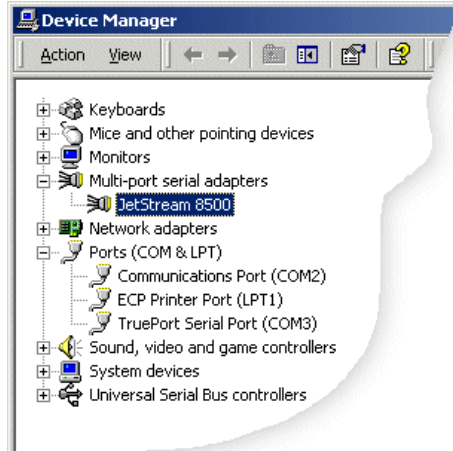 Device Manager
Action View
Keyboards
Mice and other pointing devices
Monitors
Multi-port serial adapters
JetStream 8500
Network adapters
Ports (COM & LPT)
Communications Port (COM2)
ECP Printer Port (LPT1)
TruePort Serial Port (COM3)
Sound, video and game controllers
System devices
Universal Serial Bus controllers